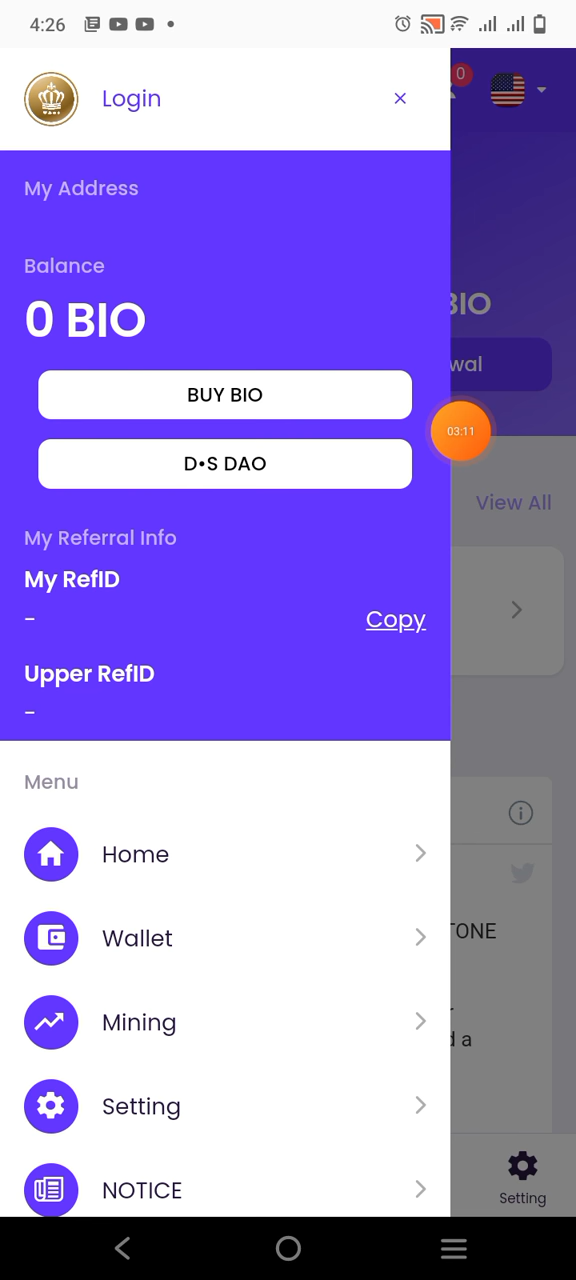 4:26
Login
0
My Address
Balance
0 BIO
BIO
BUY BIO
wal
03:11
D•S DAO
View All
My Referral Info
My RefID
-
Copy
Upper RefID
-
Menu
Home
Wallet
TONE
Mining
d a
Setting
NOTICE
Setting